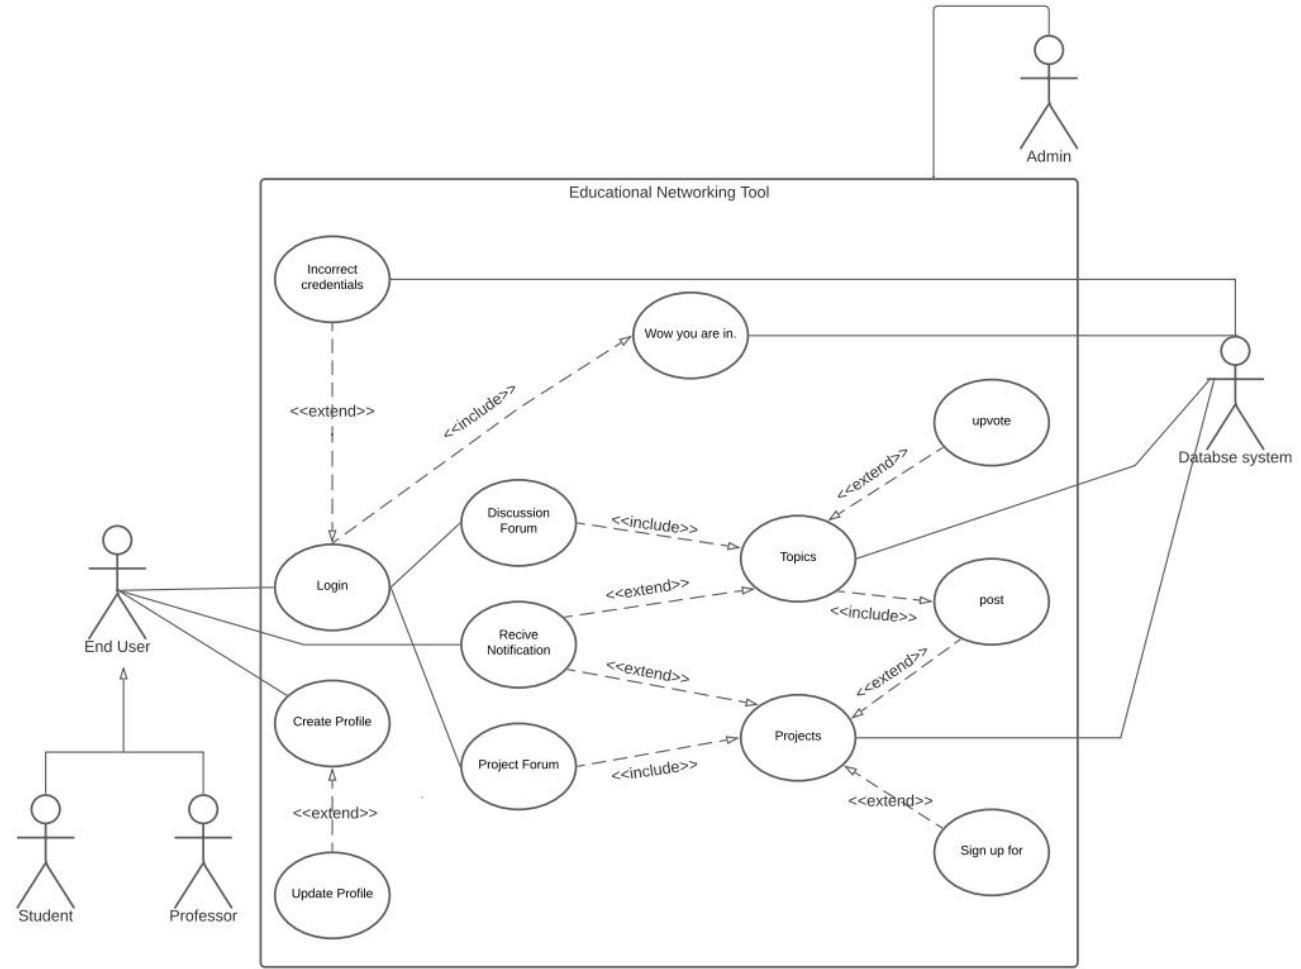 Admin
Educational Networking Tool
Incorrect
credentials
Wow you are in.
<<extend>>
<<include>>
upvote
Databse system
<<extend>>
Discussion
Forum
<<include>>
Topics
Login
<<extend>>
post
<<include>>
End User
Recive
Notification
<<extend>>
<<extend>>
Create Profile
Projects
Project Forum
<<include>>
<<extend>>
<<extend>>
Sign up for
Update Profile
Student
Professor